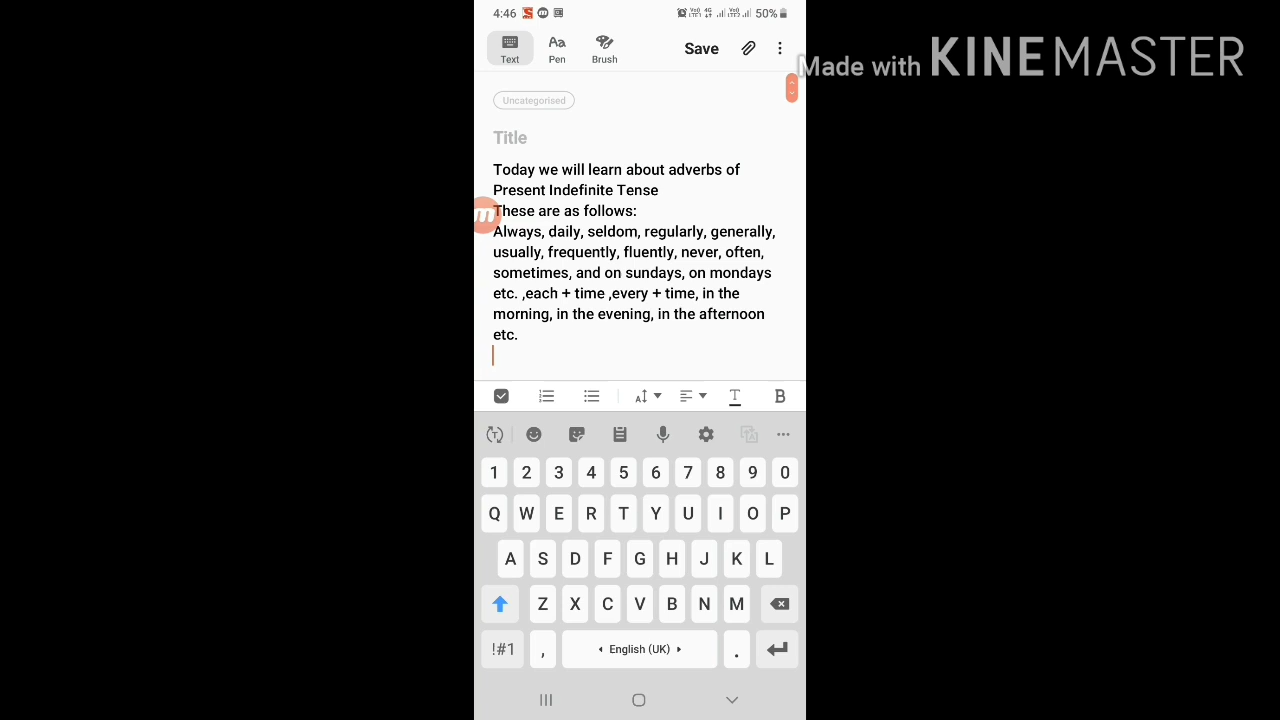 4:46 50%
Text Pen Brush Save
Made with KINEMASTER
Uncategorised
Title
Today we will learn about adverbs of
Present Indefinite Tense
These are as follows:
Always, daily, seldom, regularly, generally,
usually, frequently, fluently, never, often,
sometimes, and on sundays, on mondays
etc. ,each + time ,every + time, in the
morning, in the evening, in the afternoon
etc.
1 2 3 4 5 6 7 8 9 0
Q W E R T Y U I O P
A S D F G H J K L
Z X C V B N M
!#1 , English (UK) .